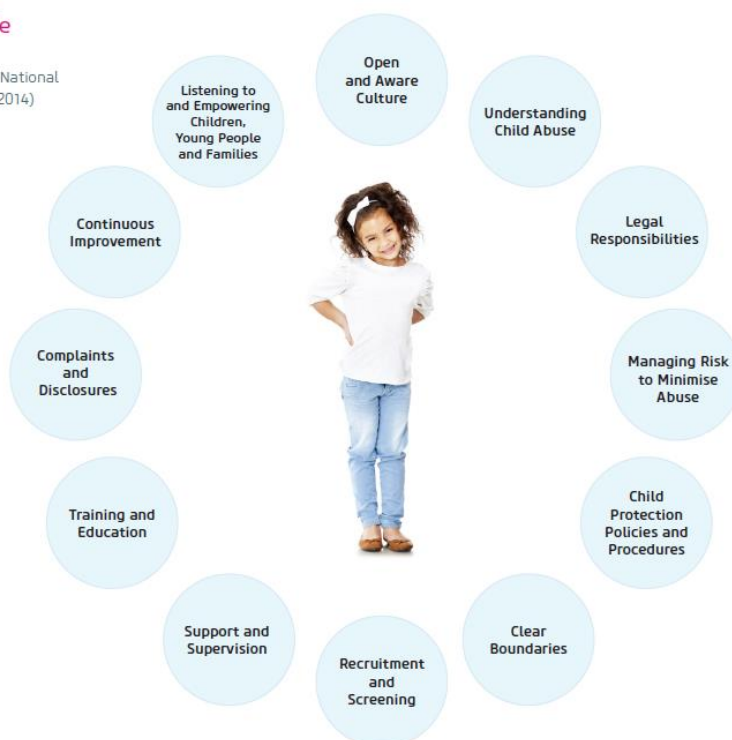 e
National
2014)
Open
and Aware
Culture
Understanding
Child Abuse
Legal
Responsibilities
Managing Risk
to Minimise
Abuse
Child
Protection
Policies and
Procedures
Clear
Boundaries
Recruitment
and
Screening
Support and
Supervision
Training and
Education
Complaints
and
Disclosures
Continuous
Improvement
Listening to
and Empowering
Children,
Young People
and Families